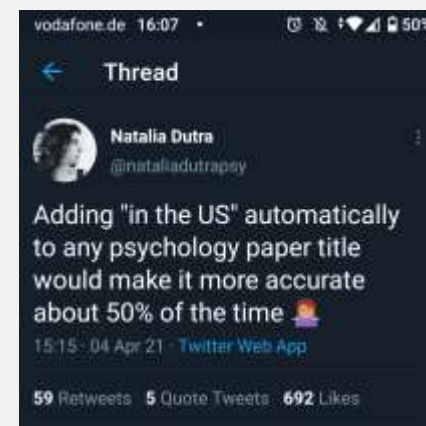 vodafone.de 16:07 • 50%
Thread
Natalia Dutra
@nataliadutrapsy
Adding "in the US" automatically
to any psychology paper title
would make it more accurate
about 50% of the time 🤷🏻‍♀️
15:15 · 04 Apr 21 · Twitter Web App
59 Retweets 5 Quote Tweets 692 Likes